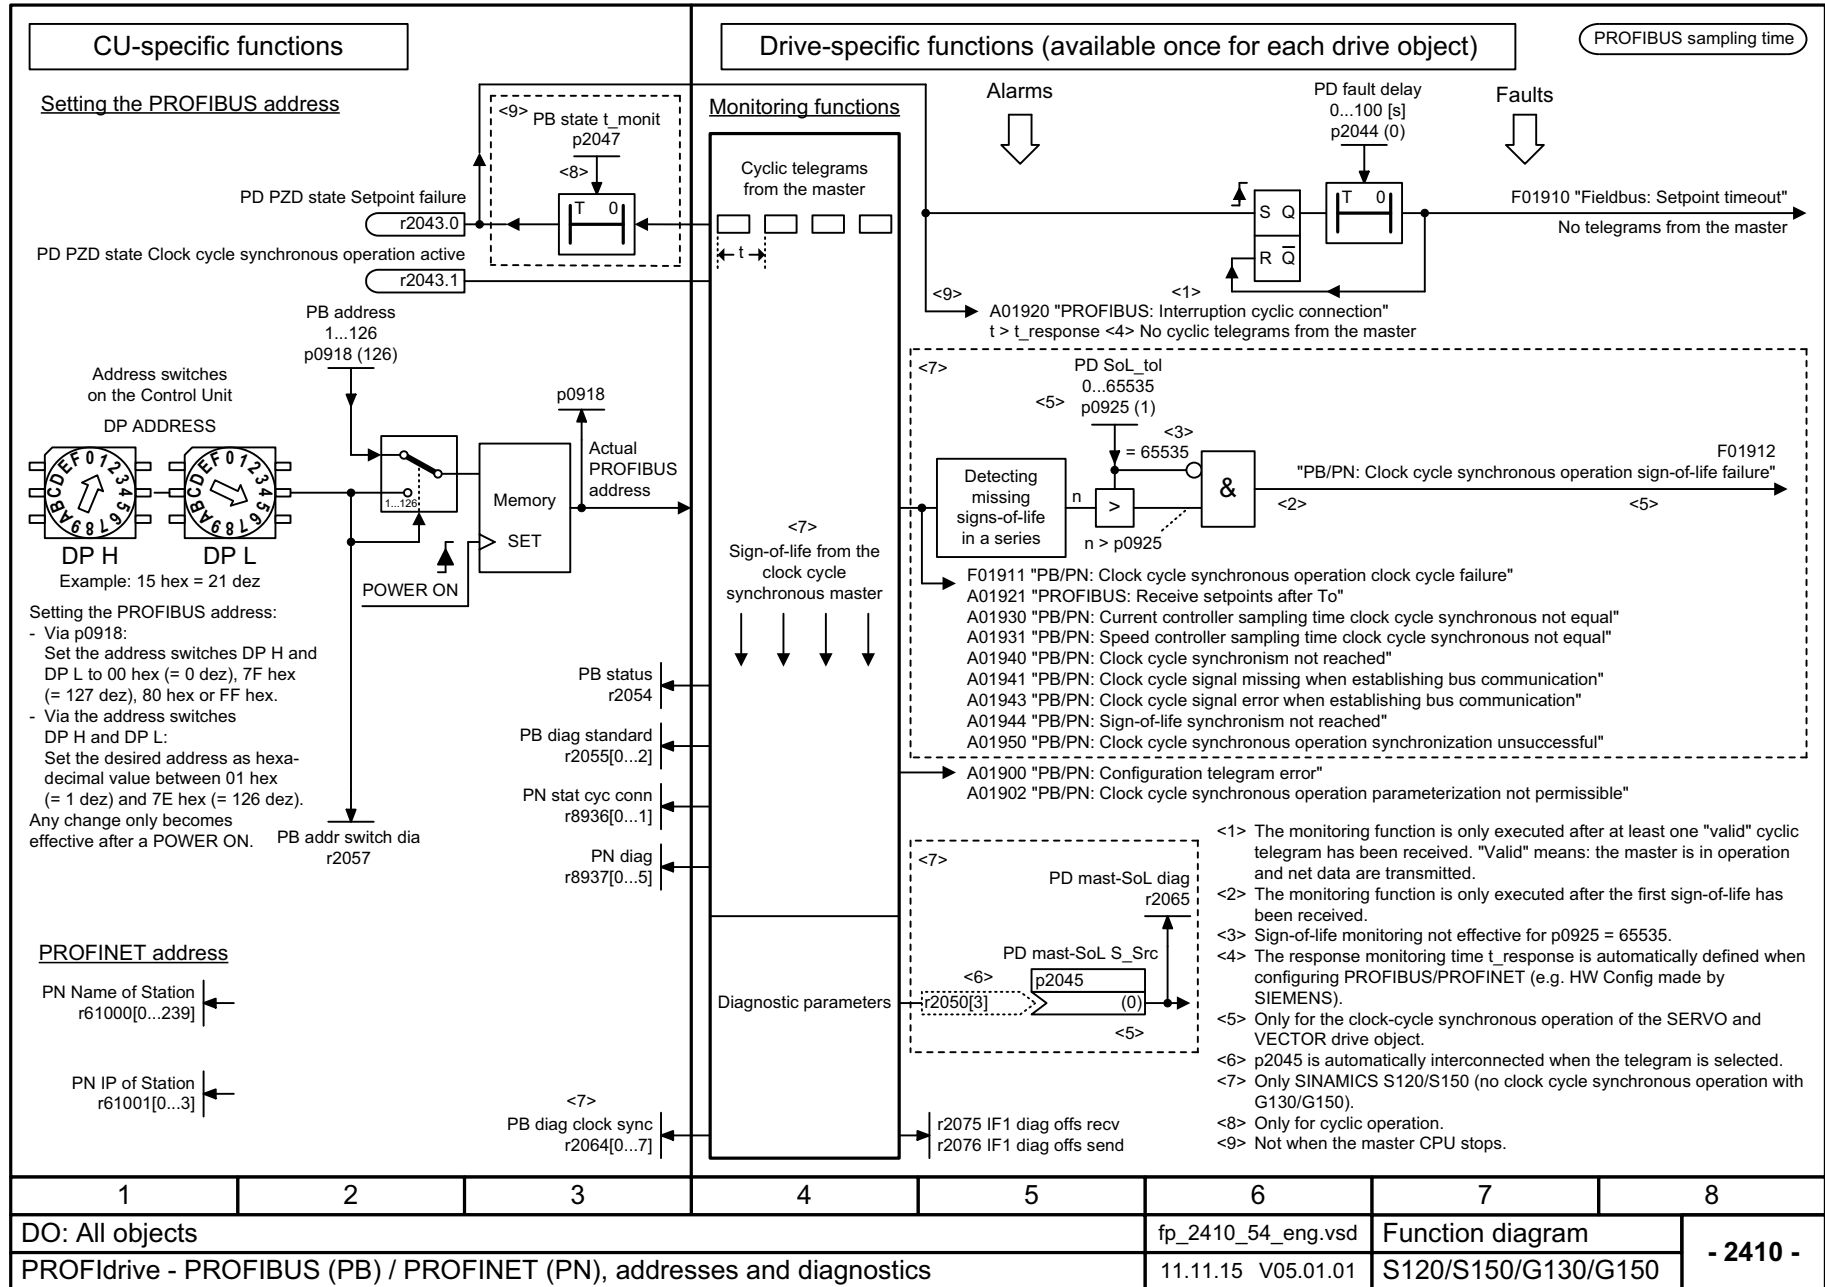 CU-specific functions
Drive-specific functions (available once for each drive object)
PROFIBUS sampling time
Setting the PROFIBUS address
<9>
PB state t_monit
p2047
<8>
T 0
PD PZD state Setpoint failure
r2043.0
PD PZD state Clock cycle synchronous operation active
r2043.1
PB address
1...126
p0918 (126)
Address switches
on the Control Unit
DP ADDRESS
0 1 2 3 4 5 6 7 8 9 A B C D E F
0 1 2 3 4 5 6 7 8 9 A B C D E F
DP H
DP L
Example: 15 hex = 21 dez
1...126
POWER ON
Memory
SET
p0918
Actual
PROFIBUS
address
Setting the PROFIBUS address:
- Via p0918:
Set the address switches DP H and
DP L to 00 hex (= 0 dez), 7F hex
(= 127 dez), 80 hex or FF hex.
- Via the address switches
DP H and DP L:
Set the desired address as hexa-
decimal value between 01 hex
(= 1 dez) and 7E hex (= 126 dez).
Any change only becomes
effective after a POWER ON.
PB addr switch dia
r2057
PB status
r2054
PB diag standard
r2055[0...2]
PN stat cyc conn
r8936[0...1]
PN diag
r8937[0...5]
PROFINET address
PN Name of Station
r61000[0...239]
PN IP of Station
r61001[0...3]
<7>
PB diag clock sync
r2064[0...7]
Monitoring functions
Cyclic telegrams
from the master
t
<7>
Sign-of-life from the
clock cycle
synchronous master
Diagnostic parameters
Alarms
PD fault delay
0...100 [s]
p2044 (0)
Faults
S Q
R Q
T 0
F01910 "Fieldbus: Setpoint timeout"
No telegrams from the master
<9>
<1>
A01920 "PROFIBUS: Interruption cyclic connection"
t > t_response <4> No cyclic telegrams from the master
<7>
PD SoL_tol
0...65535
<5>
p0925 (1)
<3>
= 65535
Detecting
missing
signs-of-life
in a series
n
>
n > p0925
&
F01912
"PB/PN: Clock cycle synchronous operation sign-of-life failure"
<2>
<5>
F01911 "PB/PN: Clock cycle synchronous operation clock cycle failure"
A01921 "PROFIBUS: Receive setpoints after To"
A01930 "PB/PN: Current controller sampling time clock cycle synchronous not equal"
A01931 "PB/PN: Speed controller sampling time clock cycle synchronous not equal"
A01940 "PB/PN: Clock cycle synchronism not reached"
A01941 "PB/PN: Clock cycle signal missing when establishing bus communication"
A01943 "PB/PN: Clock cycle signal error when establishing bus communication"
A01944 "PB/PN: Sign-of-life synchronism not reached"
A01950 "PB/PN: Clock cycle synchronous operation synchronization unsuccessful"
A01900 "PB/PN: Configuration telegram error"
A01902 "PB/PN: Clock cycle synchronous operation parameterization not permissible"
<7>
PD mast-SoL diag
r2065
PD mast-SoL S_Src
<6>
p2045
r2050[3]
(0)
<5>
r2075 IF1 diag offs recv
r2076 IF1 diag offs send
<1> The monitoring function is only executed after at least one "valid" cyclic
telegram has been received. "Valid" means: the master is in operation
and net data are transmitted.
<2> The monitoring function is only executed after the first sign-of-life has
been received.
<3> Sign-of-life monitoring not effective for p0925 = 65535.
<4> The response monitoring time t_response is automatically defined when
configuring PROFIBUS/PROFINET (e.g. HW Config made by
SIEMENS).
<5> Only for the clock-cycle synchronous operation of the SERVO and
VECTOR drive object.
<6> p2045 is automatically interconnected when the telegram is selected.
<7> Only SINAMICS S120/S150 (no clock cycle synchronous operation with
G130/G150).
<8> Only for cyclic operation.
<9> Not when the master CPU stops.
1 2 3 4 5 6 7 8
DO: All objects
fp_2410_54_eng.vsd
Function diagram
- 2410 -
PROFIdrive - PROFIBUS (PB) / PROFINET (PN), addresses and diagnostics
11.11.15 V05.01.01
S120/S150/G130/G150